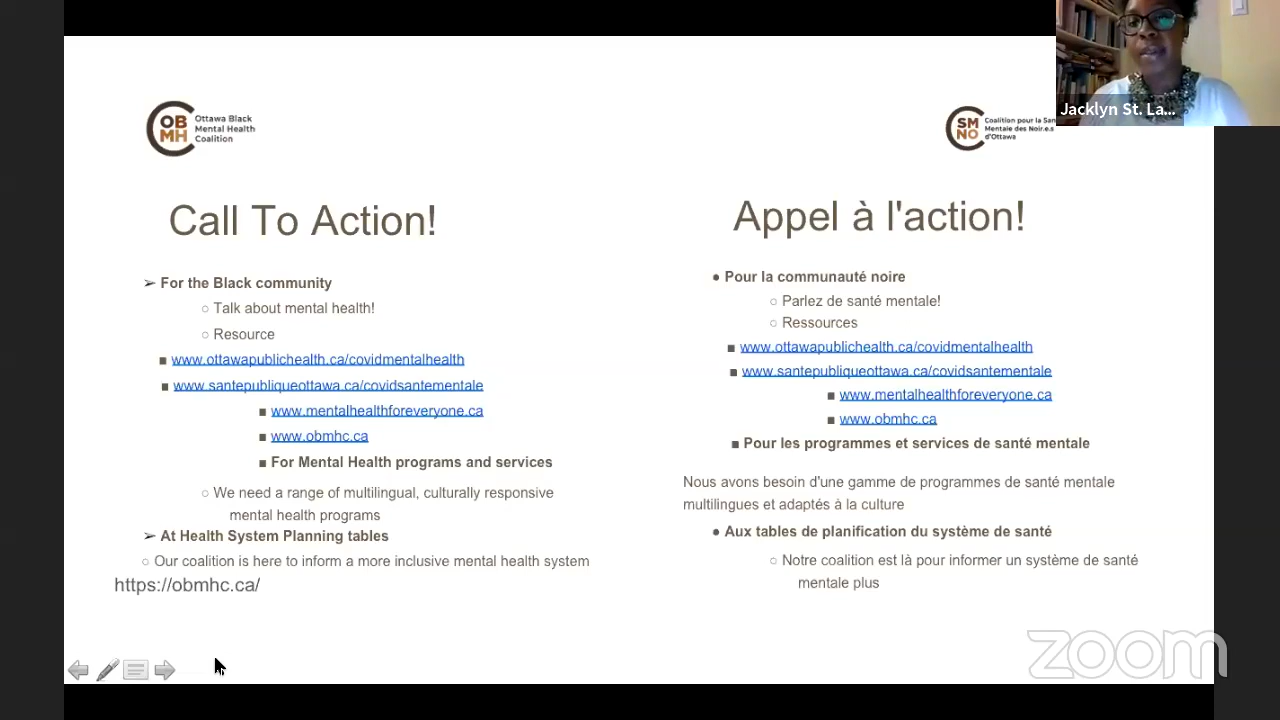 OB
MH
Ottawa Black
Mental Health
Coalition
Call To Action!
➢ For the Black community
○ Talk about mental health!
○ Resource
■ www.ottawapublichealth.ca/covidmentalhealth
■ www.santepubliqueottawa.ca/covidsantementale
■ www.mentalhealthforeveryone.ca
■ www.obmhc.ca
■ For Mental Health programs and services
○ We need a range of multilingual, culturally responsive
mental health programs
➢ At Health System Planning tables
○ Our coalition is here to inform a more inclusive mental health system
https://obmhc.ca/
SM
NO
Coalition pour la San
Mentale des Noir.e.s
d'Ottawa
Appel à l'action!
● Pour la communauté noire
○ Parlez de santé mentale!
○ Ressources
■ www.ottawapublichealth.ca/covidmentalhealth
■ www.santepubliqueottawa.ca/covidsantementale
■ www.mentalhealthforeveryone.ca
■ www.obmhc.ca
■ Pour les programmes et services de santé mentale
Nous avons besoin d'une gamme de programmes de santé mentale
multilingues et adaptés à la culture
● Aux tables de planification du système de santé
○ Notre coalition est là pour informer un système de santé
mentale plus
Jacklyn St. La...
zoom